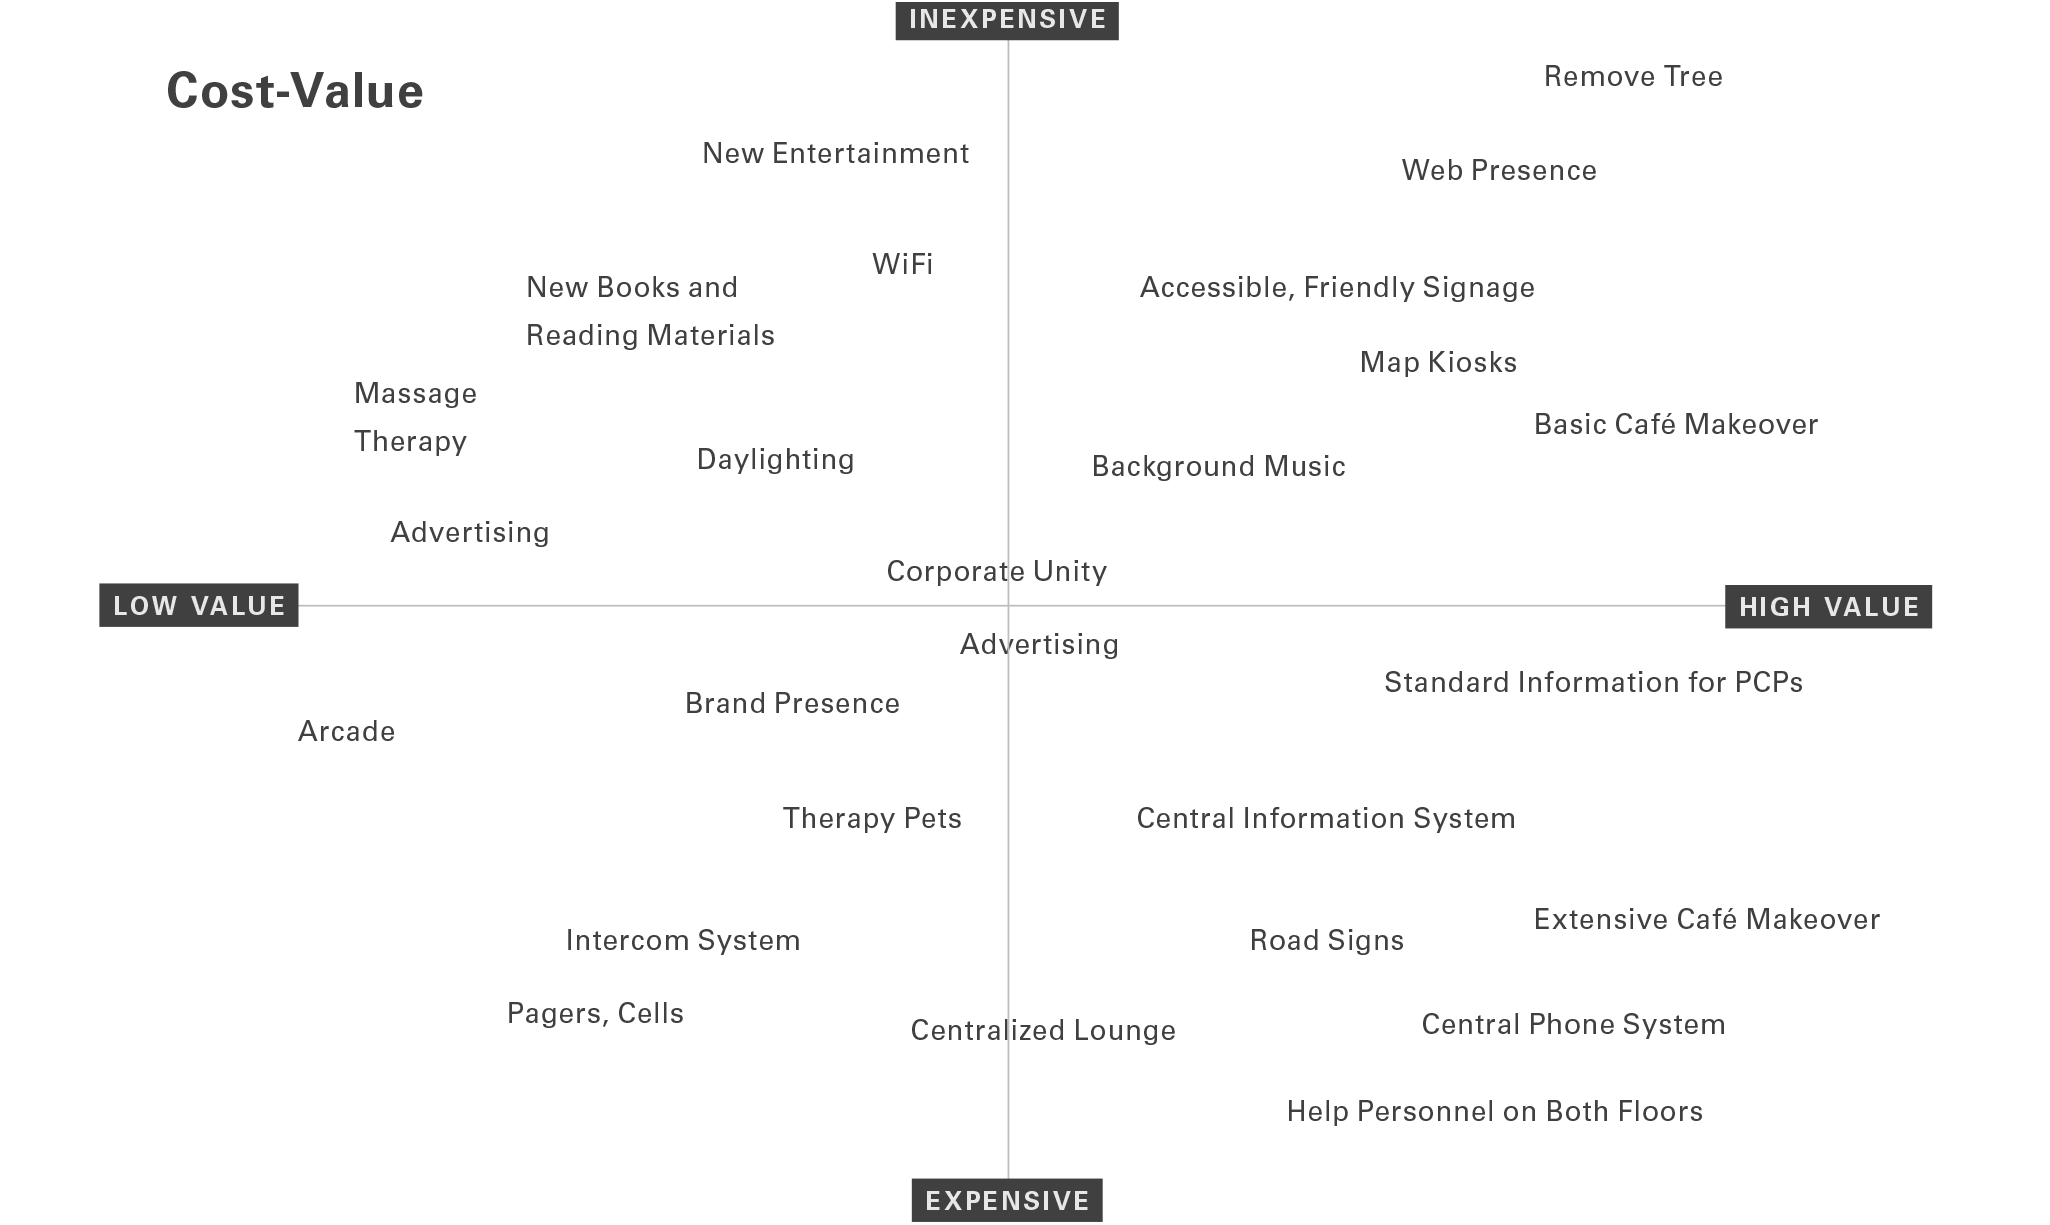 INEXPENSIVE
Cost-Value
Remove Tree
New Entertainment
Web Presence
WiFi
New Books and
Reading Materials
Accessible, Friendly Signage
Map Kiosks
Massage
Therapy
Basic Café Makeover
Daylighting
Background Music
Advertising
Corporate Unity
LOW VALUE
HIGH VALUE
Advertising
Standard Information for PCPs
Brand Presence
Arcade
Therapy Pets
Central Information System
Extensive Café Makeover
Intercom System
Road Signs
Pagers, Cells
Centralized Lounge
Central Phone System
Help Personnel on Both Floors
EXPENSIVE